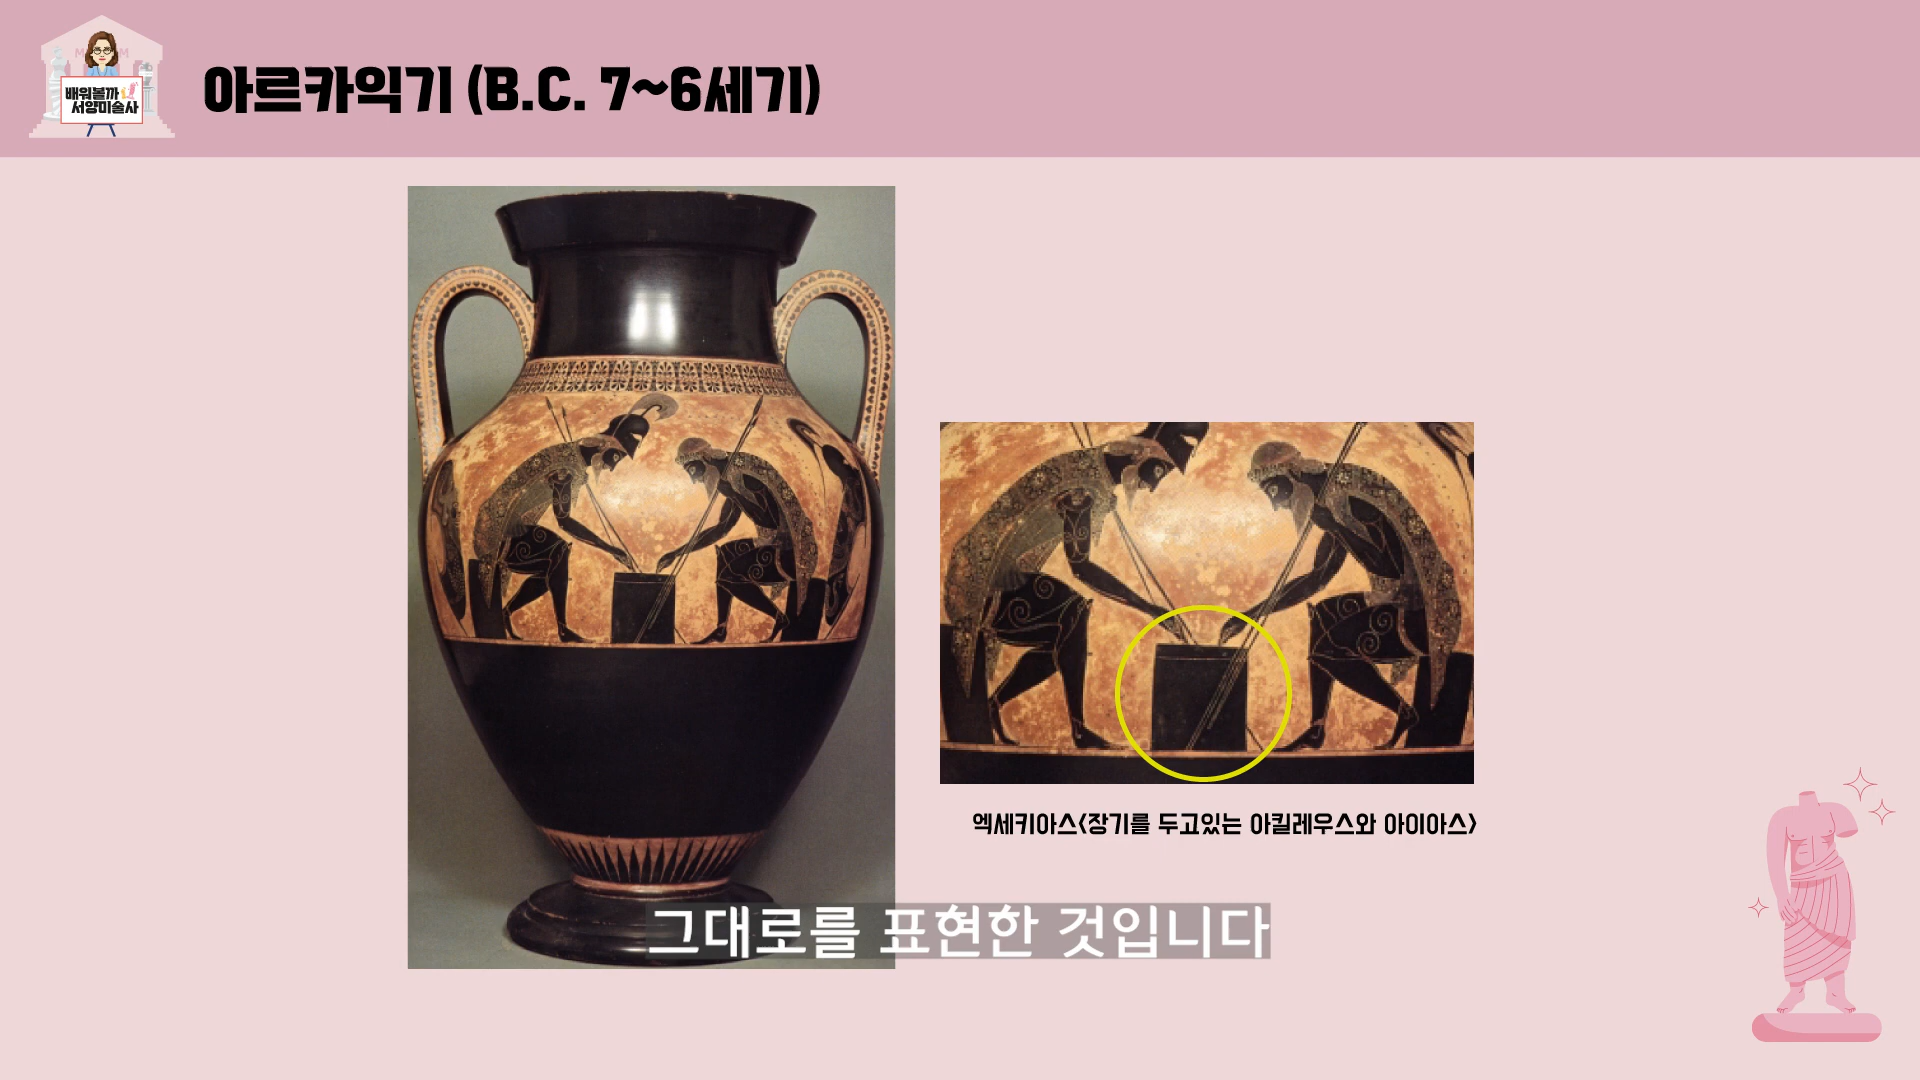 배워볼까
서양미술사
아르카익기 (B.C. 7~6세기)
엑세키아스<장기를 두고있는 아킬레우스와 아이아스>
그대로를 표현한 것입니다